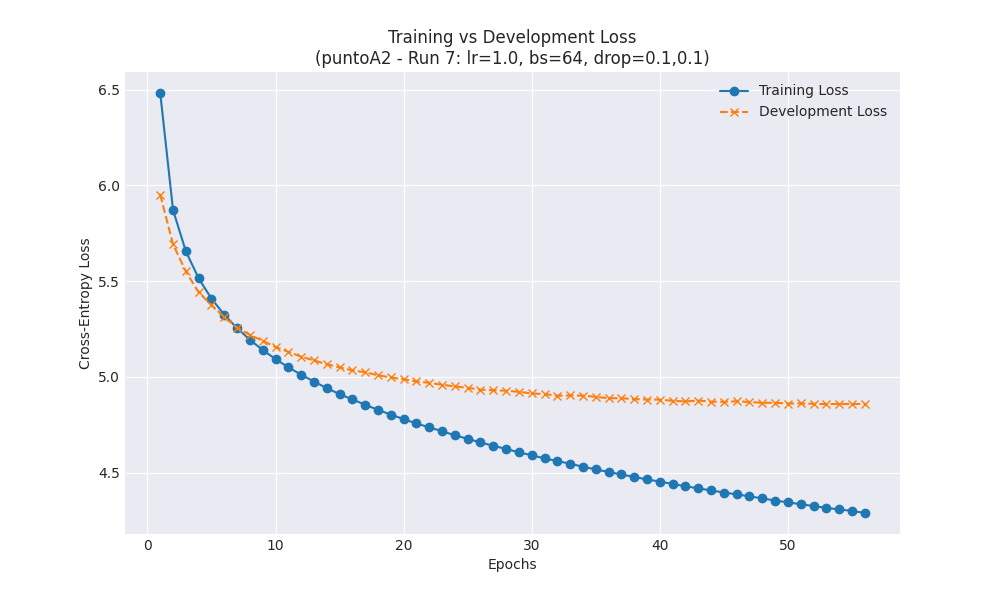 Training vs Development Loss
(puntoA2 - Run 7: lr=1.0, bs=64, drop=0.1,0.1)
Training Loss
Development Loss
Cross-Entropy Loss
6.5
6.0
5.5
5.0
4.5
0 10 20 30 40 50
Epochs